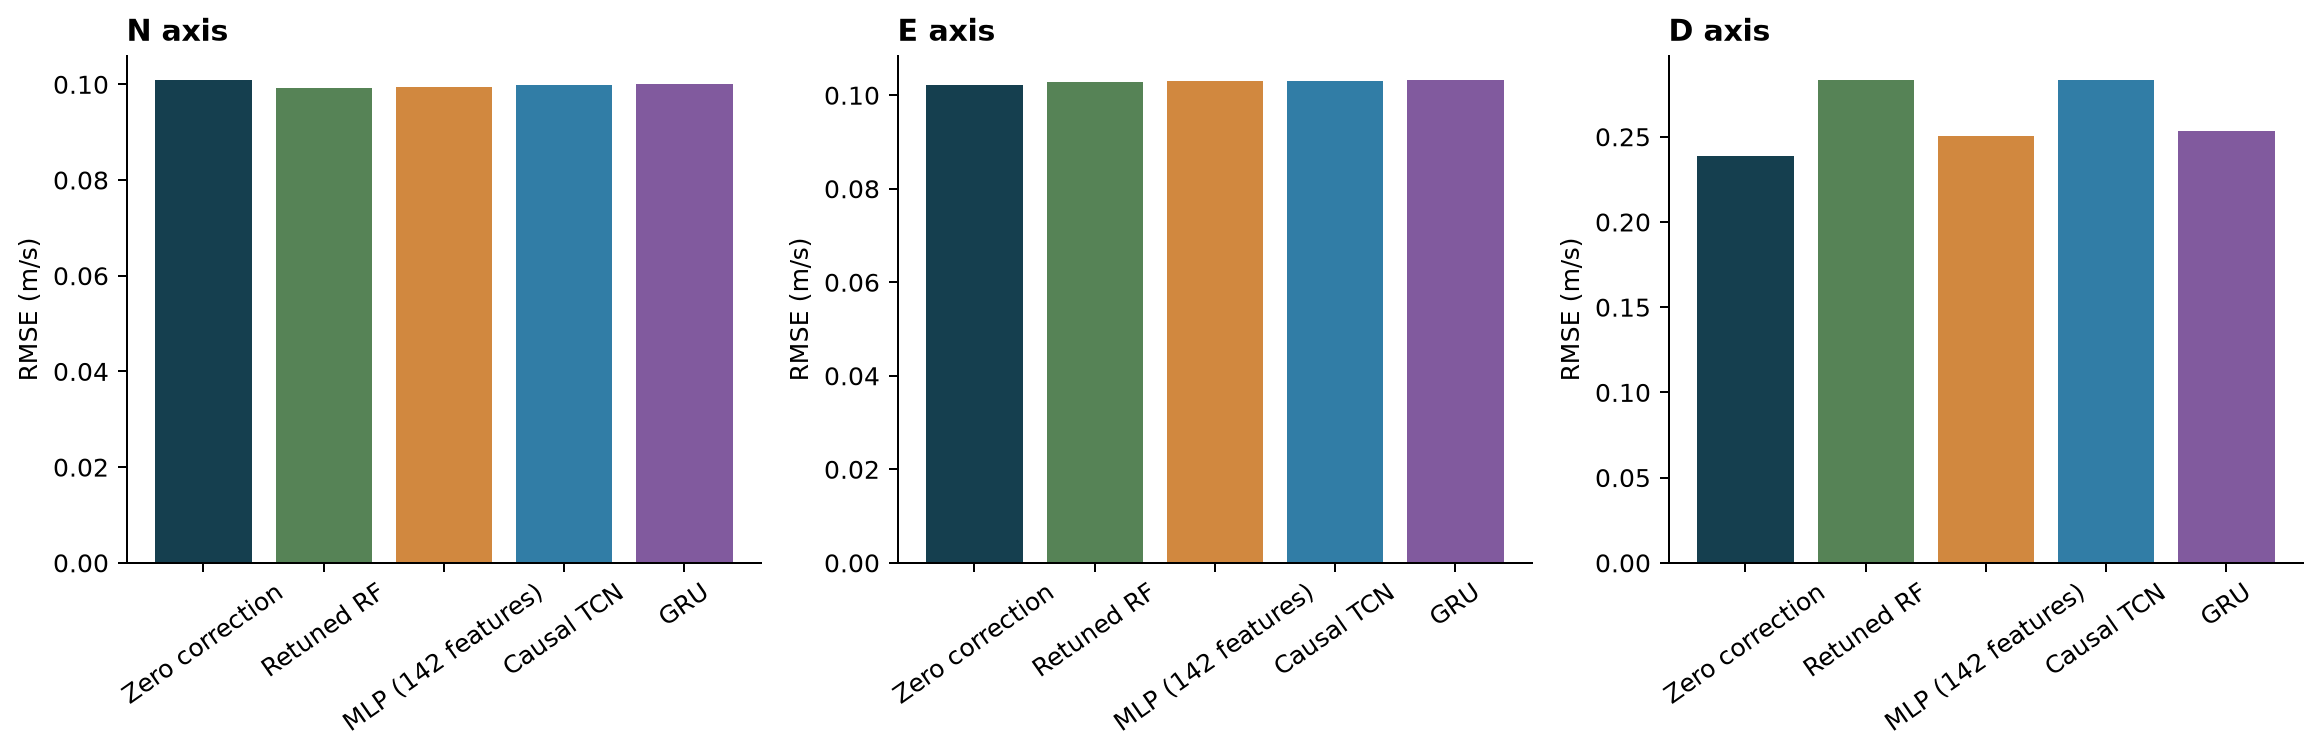 N axis
RMSE (m/s)
0.10
0.08
0.06
0.04
0.02
0.00
Zero correction
Retuned RF
MLP (142 features)
Causal TCN
GRU
E axis
RMSE (m/s)
0.10
0.08
0.06
0.04
0.02
0.00
Zero correction
Retuned RF
MLP (142 features)
Causal TCN
GRU
D axis
RMSE (m/s)
0.25
0.20
0.15
0.10
0.05
0.00
Zero correction
Retuned RF
MLP (142 features)
Causal TCN
GRU